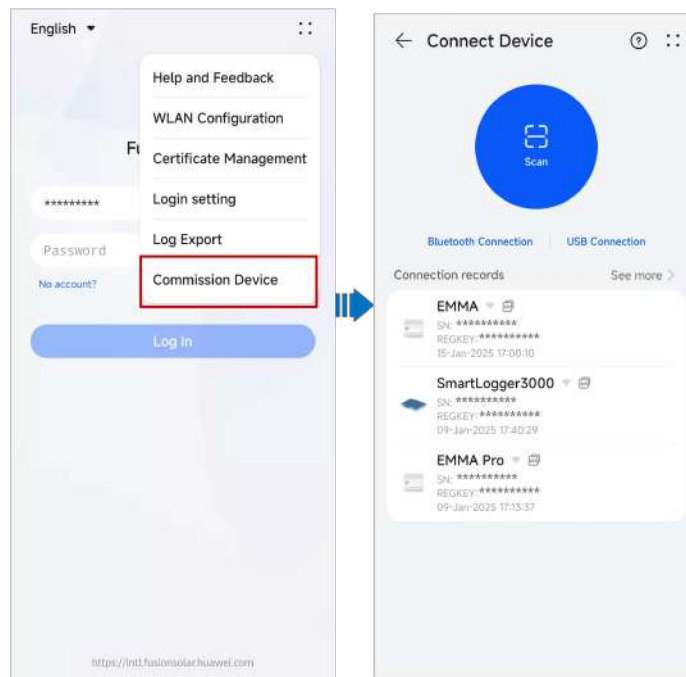 English
Help and Feedback
WLAN Configuration
Certificate Management
Login setting
Log Export
Commission Device
*********
Password
No account?
Log In
https://intl.fusionsolar.huawei.com
Connect Device
Scan
Bluetooth Connection
USB Connection
Connection records
See more
EMMA
SN: **********
REGKEY: **********
15-Jan-2025 17:00:10
SmartLogger3000
SN: **********
REGKEY: **********
09-Jan-2025 17:40:29
EMMA Pro
SN: **********
REGKEY: **********
09-Jan-2025 17:13:37